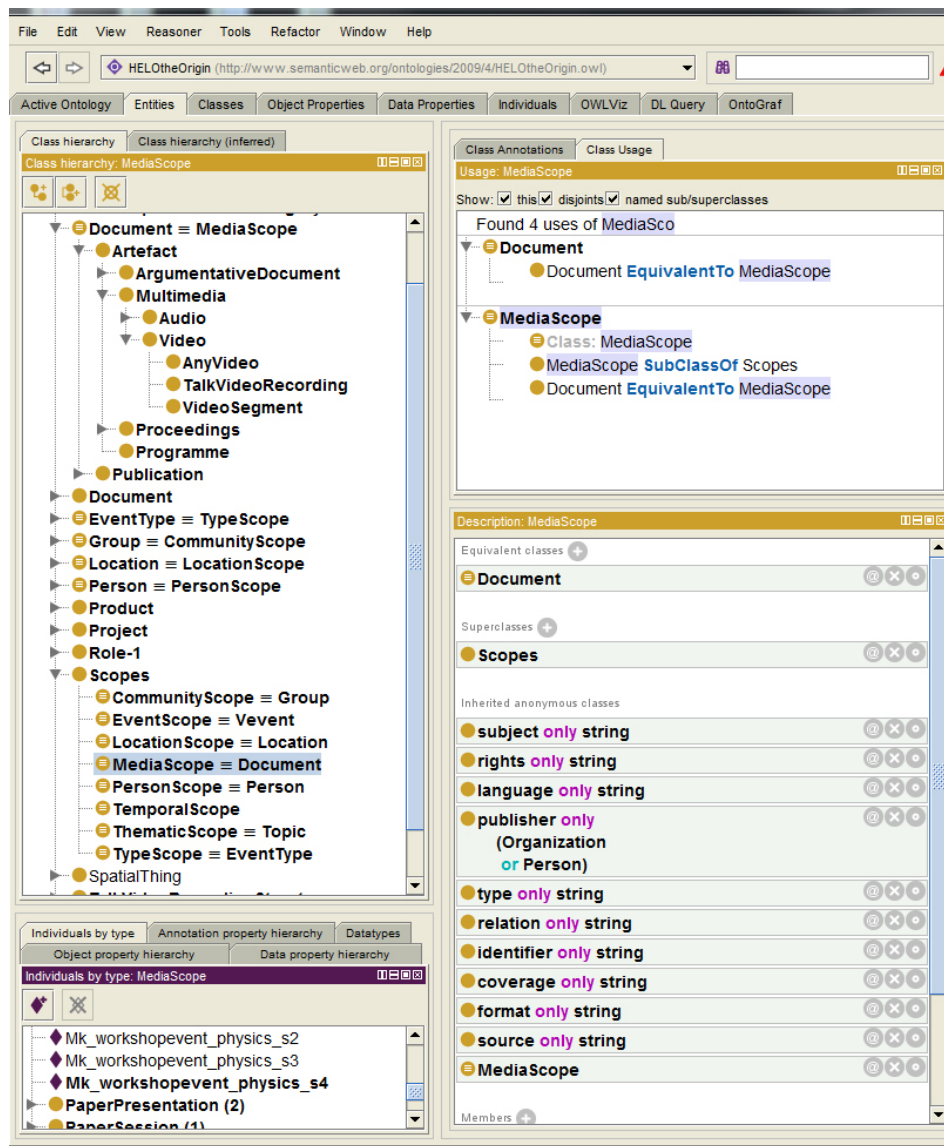 File Edit View Reasoner Tools Refactor Window Help
HELOtheOrigin (http://www.semanticweb.org/ontologies/2009/4/HELOtheOrigin.owl)
Active Ontology Entities Classes Object Properties Data Properties Individuals OWLViz DL Query OntoGraf
Class hierarchy Class hierarchy (inferred)
Class hierarchy: MediaScope
Document ≡ MediaScope
Artefact
ArgumentativeDocument
Multimedia
Audio
Video
AnyVideo
TalkVideoRecording
VideoSegment
Proceedings
Programme
Publication
Document
EventType ≡ TypeScope
Group ≡ CommunityScope
Location ≡ LocationScope
Person ≡ PersonScope
Product
Project
Role-1
Scopes
CommunityScope ≡ Group
EventScope ≡ Vevent
LocationScope ≡ Location
MediaScope ≡ Document
PersonScope ≡ Person
TemporalScope
ThematicScope ≡ Topic
TypeScope ≡ EventType
SpatialThing
Individuals by type Annotation property hierarchy Datatypes
Object property hierarchy Data property hierarchy
Individuals by type: MediaScope
Mk_workshopevent_physics_s2
Mk_workshopevent_physics_s3
Mk_workshopevent_physics_s4
PaperPresentation (2)
PaperSession (1)
Class Annotations Class Usage
Usage: MediaScope
Show: this disjoints named sub/superclasses
Found 4 uses of MediaSco
Document
Document EquivalentTo MediaScope
MediaScope
Class: MediaScope
MediaScope SubClassOf Scopes
Document EquivalentTo MediaScope
Description: MediaScope
Equivalent classes
Document
Superclasses
Scopes
Inherited anonymous classes
subject only string
rights only string
language only string
publisher only
(Organization
or Person)
type only string
relation only string
identifier only string
coverage only string
format only string
source only string
MediaScope
Members